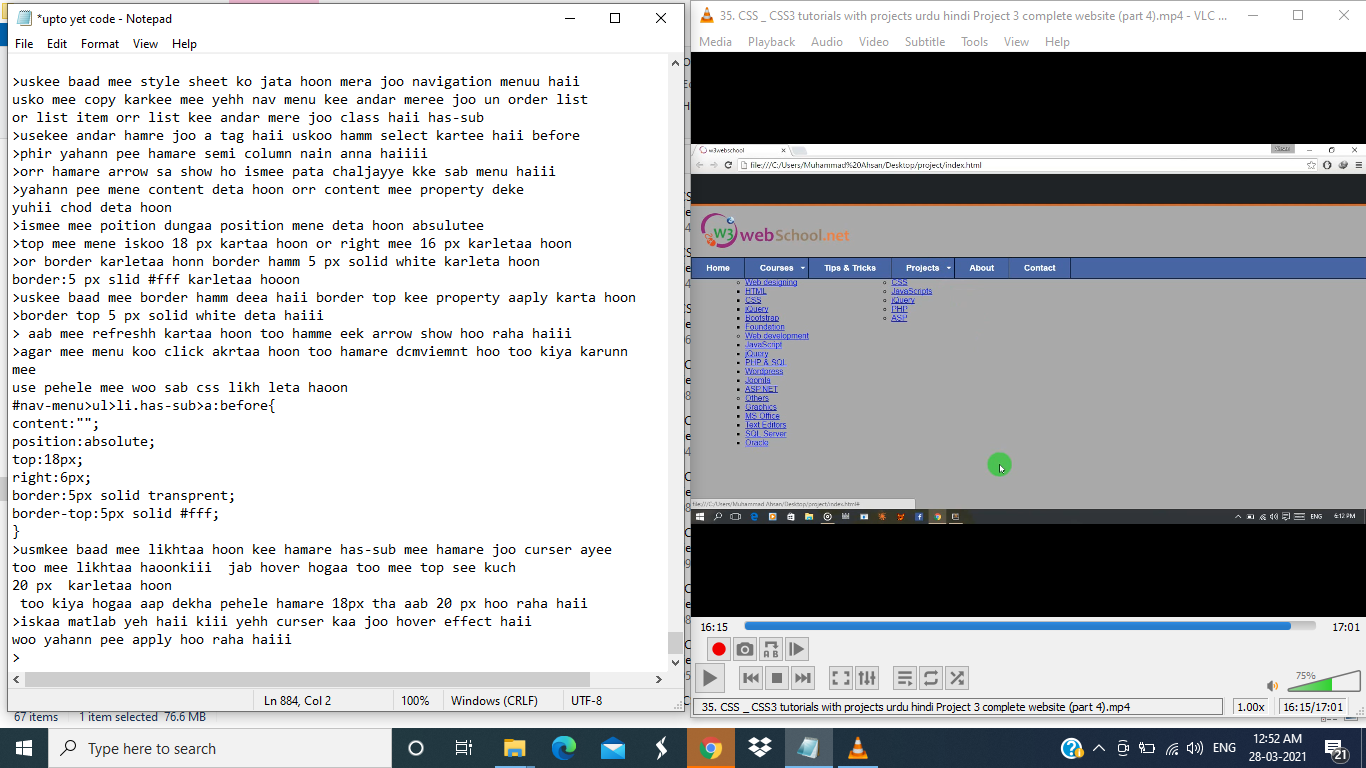 *upto yet code - Notepad
File Edit Format View Help
>uskee baad mee style sheet ko jata hoon mera joo navigation menuu haii
usko mee copy karkee mee yehh nav menu kee andar meree joo un order list
or list item orr list kee andar mere joo class haii has-sub
>usekee andar hamre joo a tag haii uskoo hamm select kartee haii before
>phir yahann pee hamare semi column nain anna haiiii
>orr hamare arrow sa show ho ismee pata chaljayye kke sab menu haiii
>yahann pee mene content deta hoon orr content mee property deke
yuhii chod deta hoon
>ismee mee poition dungaa position mene deta hoon absulutee
>top mee mene iskoo 18 px kartaa hoon or right mee 16 px karletaa hoon
>or border karletaa honn border hamm 5 px solid white karleta hoon
border:5 px slid #fff karletaa hooon
>uskee baad mee border hamm deea haii border top kee property aaply karta hoon
>border top 5 px solid white deta haiii
> aab mee refreshh kartaa hoon too hamme eek arrow show hoo raha haiii
>agar mee menu koo click akrtaa hoon too hamare dcmviemnt hoo too kiya karunn
mee
use pehele mee woo sab css likh leta haoon
#nav-menu>ul>li.has-sub>a:before{
content:"";
position:absolute;
top:18px;
right:6px;
border:5px solid transprent;
border-top:5px solid #fff;
}
>usmkee baad mee likhtaa hoon kee hamare has-sub mee hamare joo curser ayee
too mee likhtaa haoonkiii  jab hover hogaa too mee top see kuch
20 px  karletaa hoon
too kiya hogaa aap dekha pehele hamare 18px tha aab 20 px hoo raha haii
>iskaa matlab yeh haii kiii yehh curser kaa joo hover effect haii
woo yahann pee apply hoo raha haiii
>
Ln 884, Col 2 100% Windows (CRLF) UTF-8
67 items 1 item selected 76.6 MB
35. CSS _ CSS3 tutorials with projects urdu hindi Project 3 complete website (part 4).mp4 - VLC ...
Media Playback Audio Video Subtitle Tools View Help
w3webschool
file:///C:/Users/Muhammad%20Ahsan/Desktop/project/index.html
W3 webSchool.net
Home Courses Tips & Tricks Projects About Contact
Web designing
HTML
CSS
jQuery
Bootstrap
Foundation
Web development
JavaScript
jQuery
PHP & SQL
Wordpress
Joomla
ASP.NET
Others
Graphics
MS Office
Text Editors
SQL Server
Oracle
CSS
JavaScripts
jQuery
PHP
ASP
file:///C:/Users/Muhammad Ahsan/Desktop/project/index.html#
ENG 6:12 PM
16:15 17:01
75%
35. CSS _ CSS3 tutorials with projects urdu hindi Project 3 complete website (part 4).mp4 1.00x 16:15/17:01
Type here to search
ENG 12:52 AM
28-03-2021
21